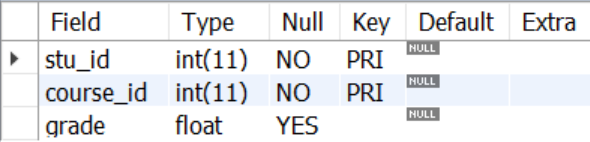 Field Type Null Key Default Extra
stu_id int(11) NO PRI NULL
course_id int(11) NO PRI NULL
grade float YES NULL